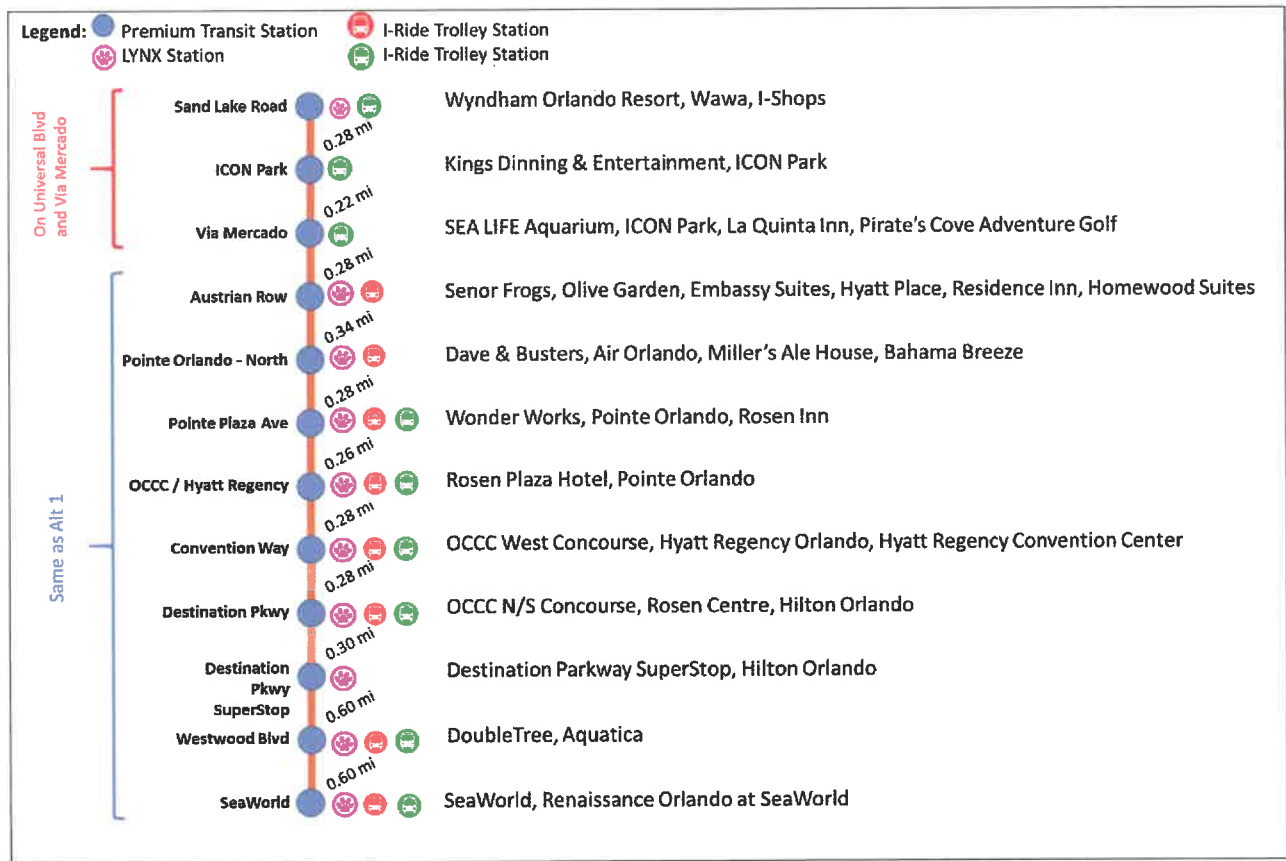 Legend: Premium Transit Station I-Ride Trolley Station
LYNX Station I-Ride Trolley Station
On Universal Blvd
and Via Mercado
Sand Lake Road Wyndham Orlando Resort, Wawa, I-Shops
0.28 mi
ICON Park Kings Dinning & Entertainment, ICON Park
0.22 mi
Via Mercado SEA LIFE Aquarium, ICON Park, La Quinta Inn, Pirate's Cove Adventure Golf
0.28 mi
Same as Alt 1
Austrian Row Senor Frogs, Olive Garden, Embassy Suites, Hyatt Place, Residence Inn, Homewood Suites
0.34 mi
Pointe Orlando - North Dave & Busters, Air Orlando, Miller's Ale House, Bahama Breeze
0.28 mi
Pointe Plaza Ave Wonder Works, Pointe Orlando, Rosen Inn
0.26 mi
OCCC / Hyatt Regency Rosen Plaza Hotel, Pointe Orlando
0.28 mi
Convention Way OCCC West Concourse, Hyatt Regency Orlando, Hyatt Regency Convention Center
0.28 mi
Destination Pkwy OCCC N/S Concourse, Rosen Centre, Hilton Orlando
0.30 mi
Destination
Pkwy
SuperStop
Destination Parkway SuperStop, Hilton Orlando
0.60 mi
Westwood Blvd DoubleTree, Aquatica
0.60 mi
SeaWorld SeaWorld, Renaissance Orlando at SeaWorld